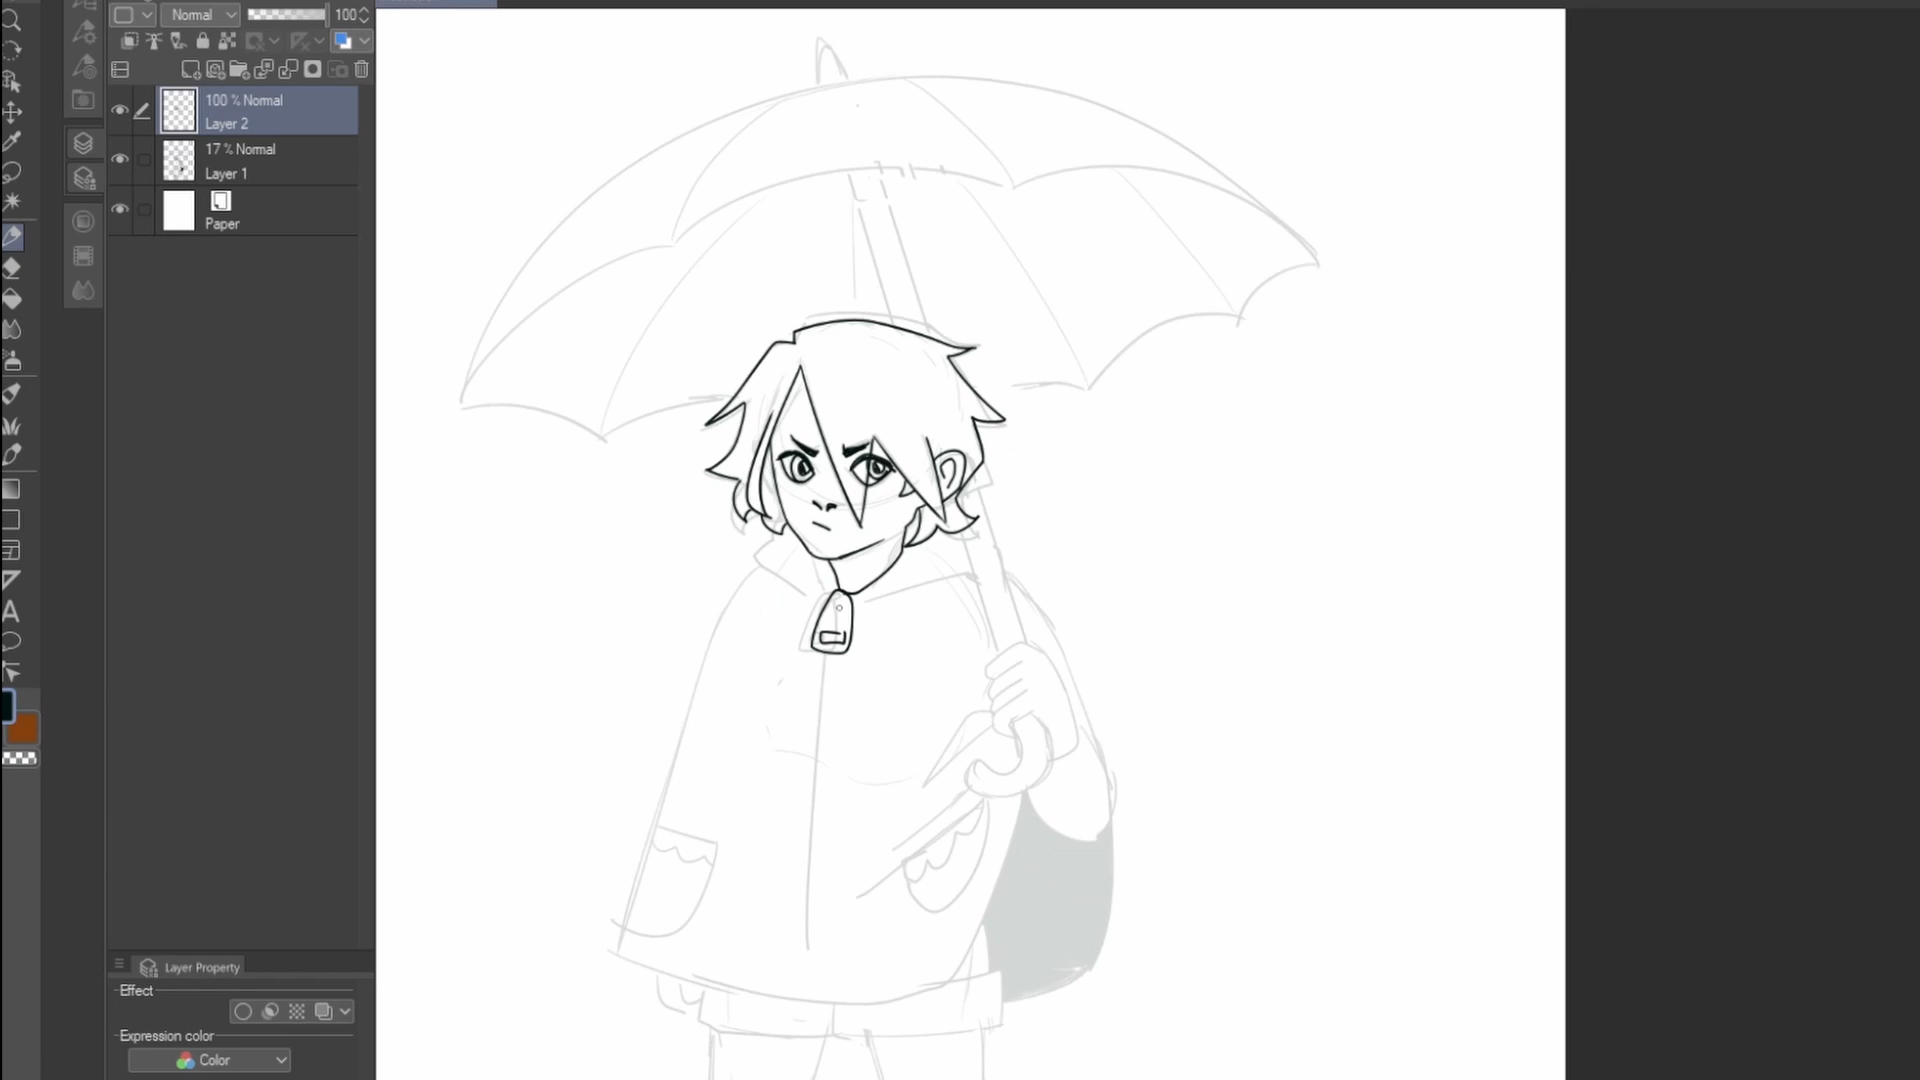 Normal
100
100 % Normal
Layer 2
17 % Normal
Layer 1
Paper
A
Layer Property
Effect
Expression color
Color